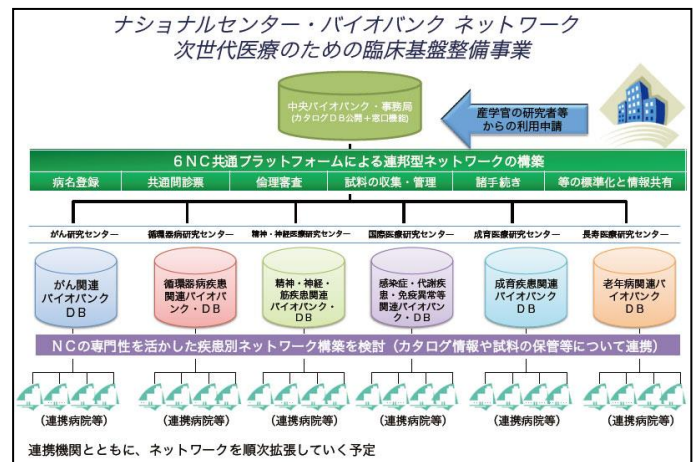 ナショナルセンター・バイオバンク ネットワーク
次世代医療のための臨床基盤整備事業
中央バイオバンク・事務局
(カタログDB公開+窓口機能)
産学官の研究者等
からの利用申請
6NC共通プラットフォームによる連邦型ネットワークの構築
病名登録 共通問診票 倫理審査 試料の収集・管理 諸手続き 等の標準化と情報共有
がん研究センター 循環器病研究センター 精神・神経医療研究センター 国際医療研究センター 成育医療研究センター 長寿医療研究センター
がん関連
バイオバンク
DB
循環器病疾患
関連バイオバ
ンク・DB
精神・神経・
筋疾患関連
バイオバンク・
DB
感染症・代謝疾
患・免疫異常等
関連バイオバン
ク・DB
成育疾患関連
バイオバンク
DB
老年病関連バ
イオバンク
DB
NCの専門性を活かした疾患別ネットワーク構築を検討（カタログ情報や試料の保管等について連携）
(連携病院等) (連携病院等) (連携病院等) (連携病院等) (連携病院等) (連携病院等)
連携機関とともに、ネットワークを順次拡張していく予定